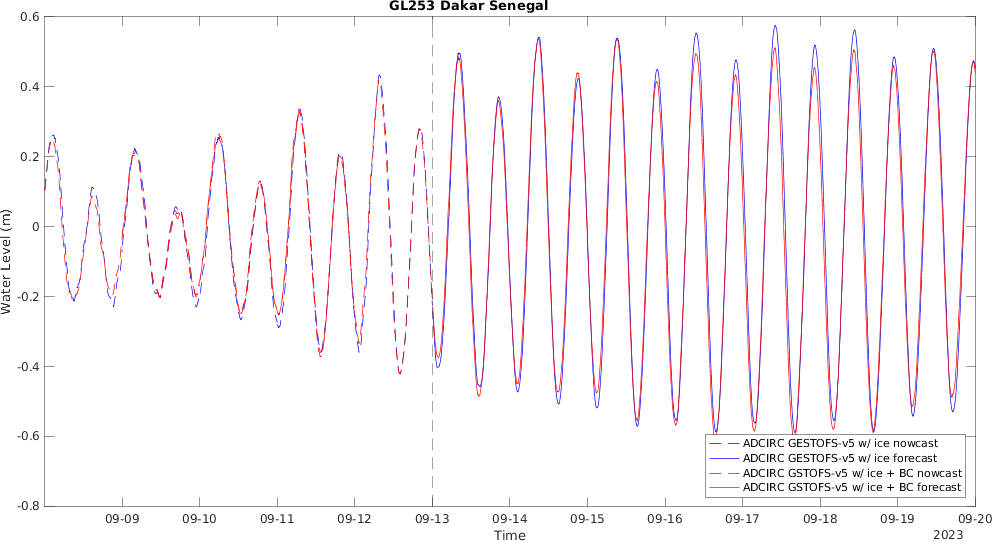 GL253 Dakar Senegal
0.6
0.4
0.2
0
-0.2
-0.4
-0.6
-0.8
Water Level (m)
ADCIRC GESTOFS-v5 w/ ice nowcast
ADCIRC GESTOFS-v5 w/ ice forecast
ADCIRC GSTOFS-v5 w/ ice + BC nowcast
ADCIRC GSTOFS-v5 w/ ice + BC forecast
09-09 09-10 09-11 09-12 09-13 09-14 09-15 09-16 09-17 09-18 09-19 09-20
Time
2023